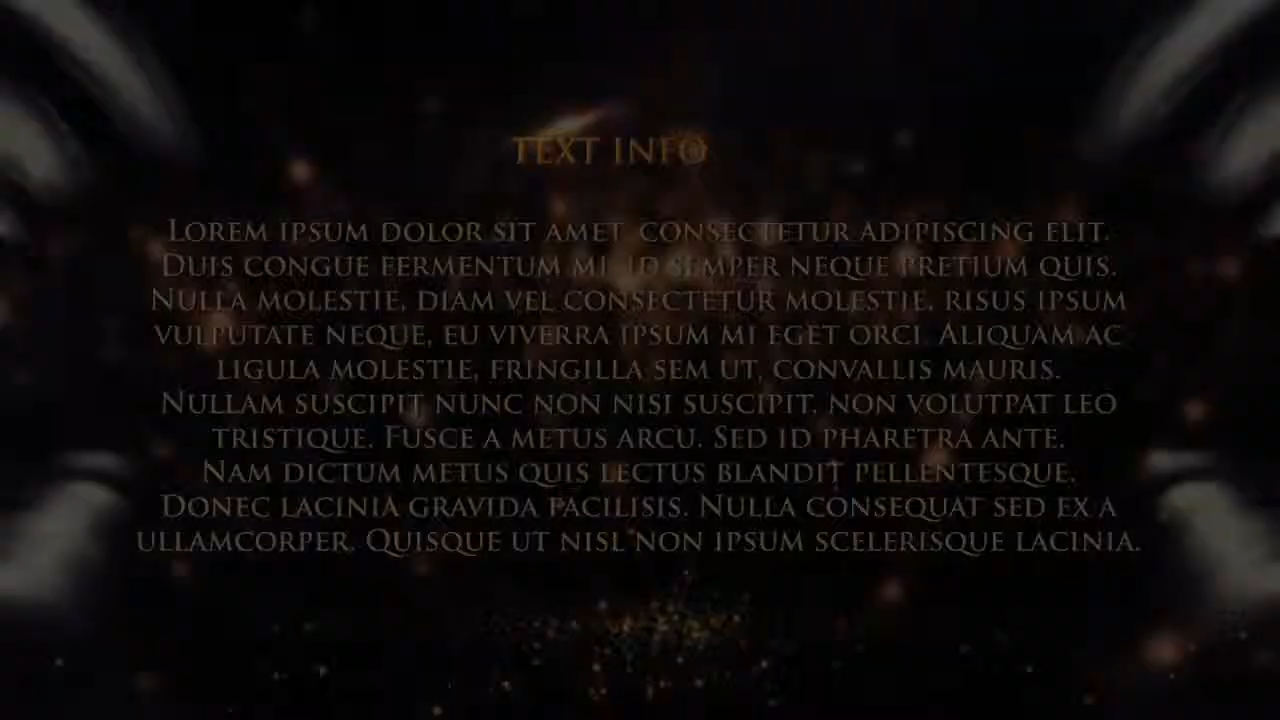 TEXT INFO
LOREM IPSUM DOLOR SIT AMET, CONSECTETUR ADIPISCING ELIT.
DUIS CONGUE FERMENTUM MI, ID SEMPER NEQUE PRETIUM QUIS.
NULLA MOLESTIE, DIAM VEL CONSECTETUR MOLESTIE, RISUS IPSUM
VULPUTATE NEQUE, EU VIVERRA IPSUM MI EGET ORCI. ALIQUAM AC
LIGULA MOLESTIE, FRINGILLA SEM UT, CONVALLIS MAURIS.
NULLAM SUSCIPIT NUNC NON NISI SUSCIPIT, NON VOLUTPAT LEO
TRISTIQUE. FUSCE A METUS ARCU. SED ID PHARETRA ANTE.
NAM DICTUM METUS QUIS LECTUS BLANDIT PELLENTESQUE.
DONEC LACINIA GRAVIDA FACILISIS. NULLA CONSEQUAT SED EX A
ULLAMCORPER. QUISQUE UT NISL NON IPSUM SCELERISQUE LACINIA.